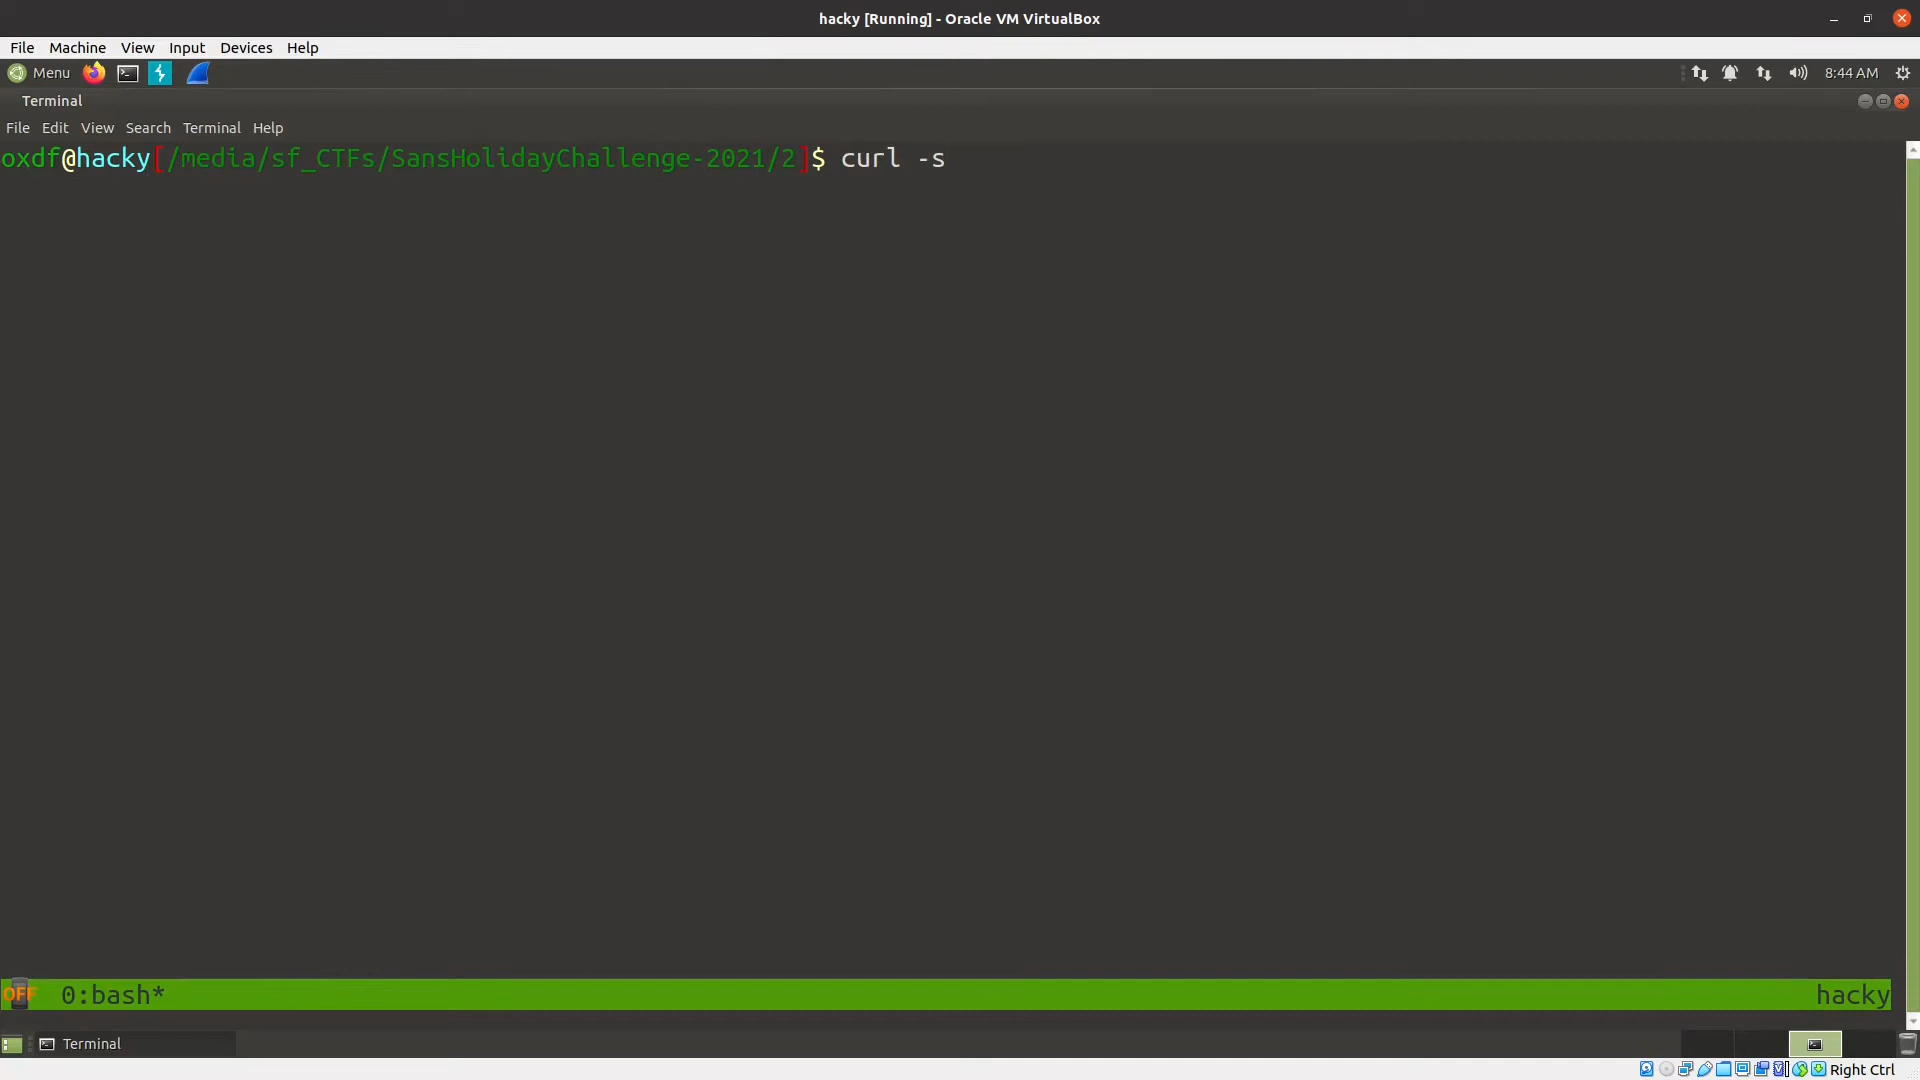 hacky [Running] - Oracle VM VirtualBox
File Machine View Input Devices Help
Menu 8:44 AM
Terminal
File Edit View Search Terminal Help
oxdf@hacky[/media/sf_CTFs/SansHolidayChallenge-2021/2]$ curl -s
OFF 0:bash* hacky
Terminal
Right Ctrl